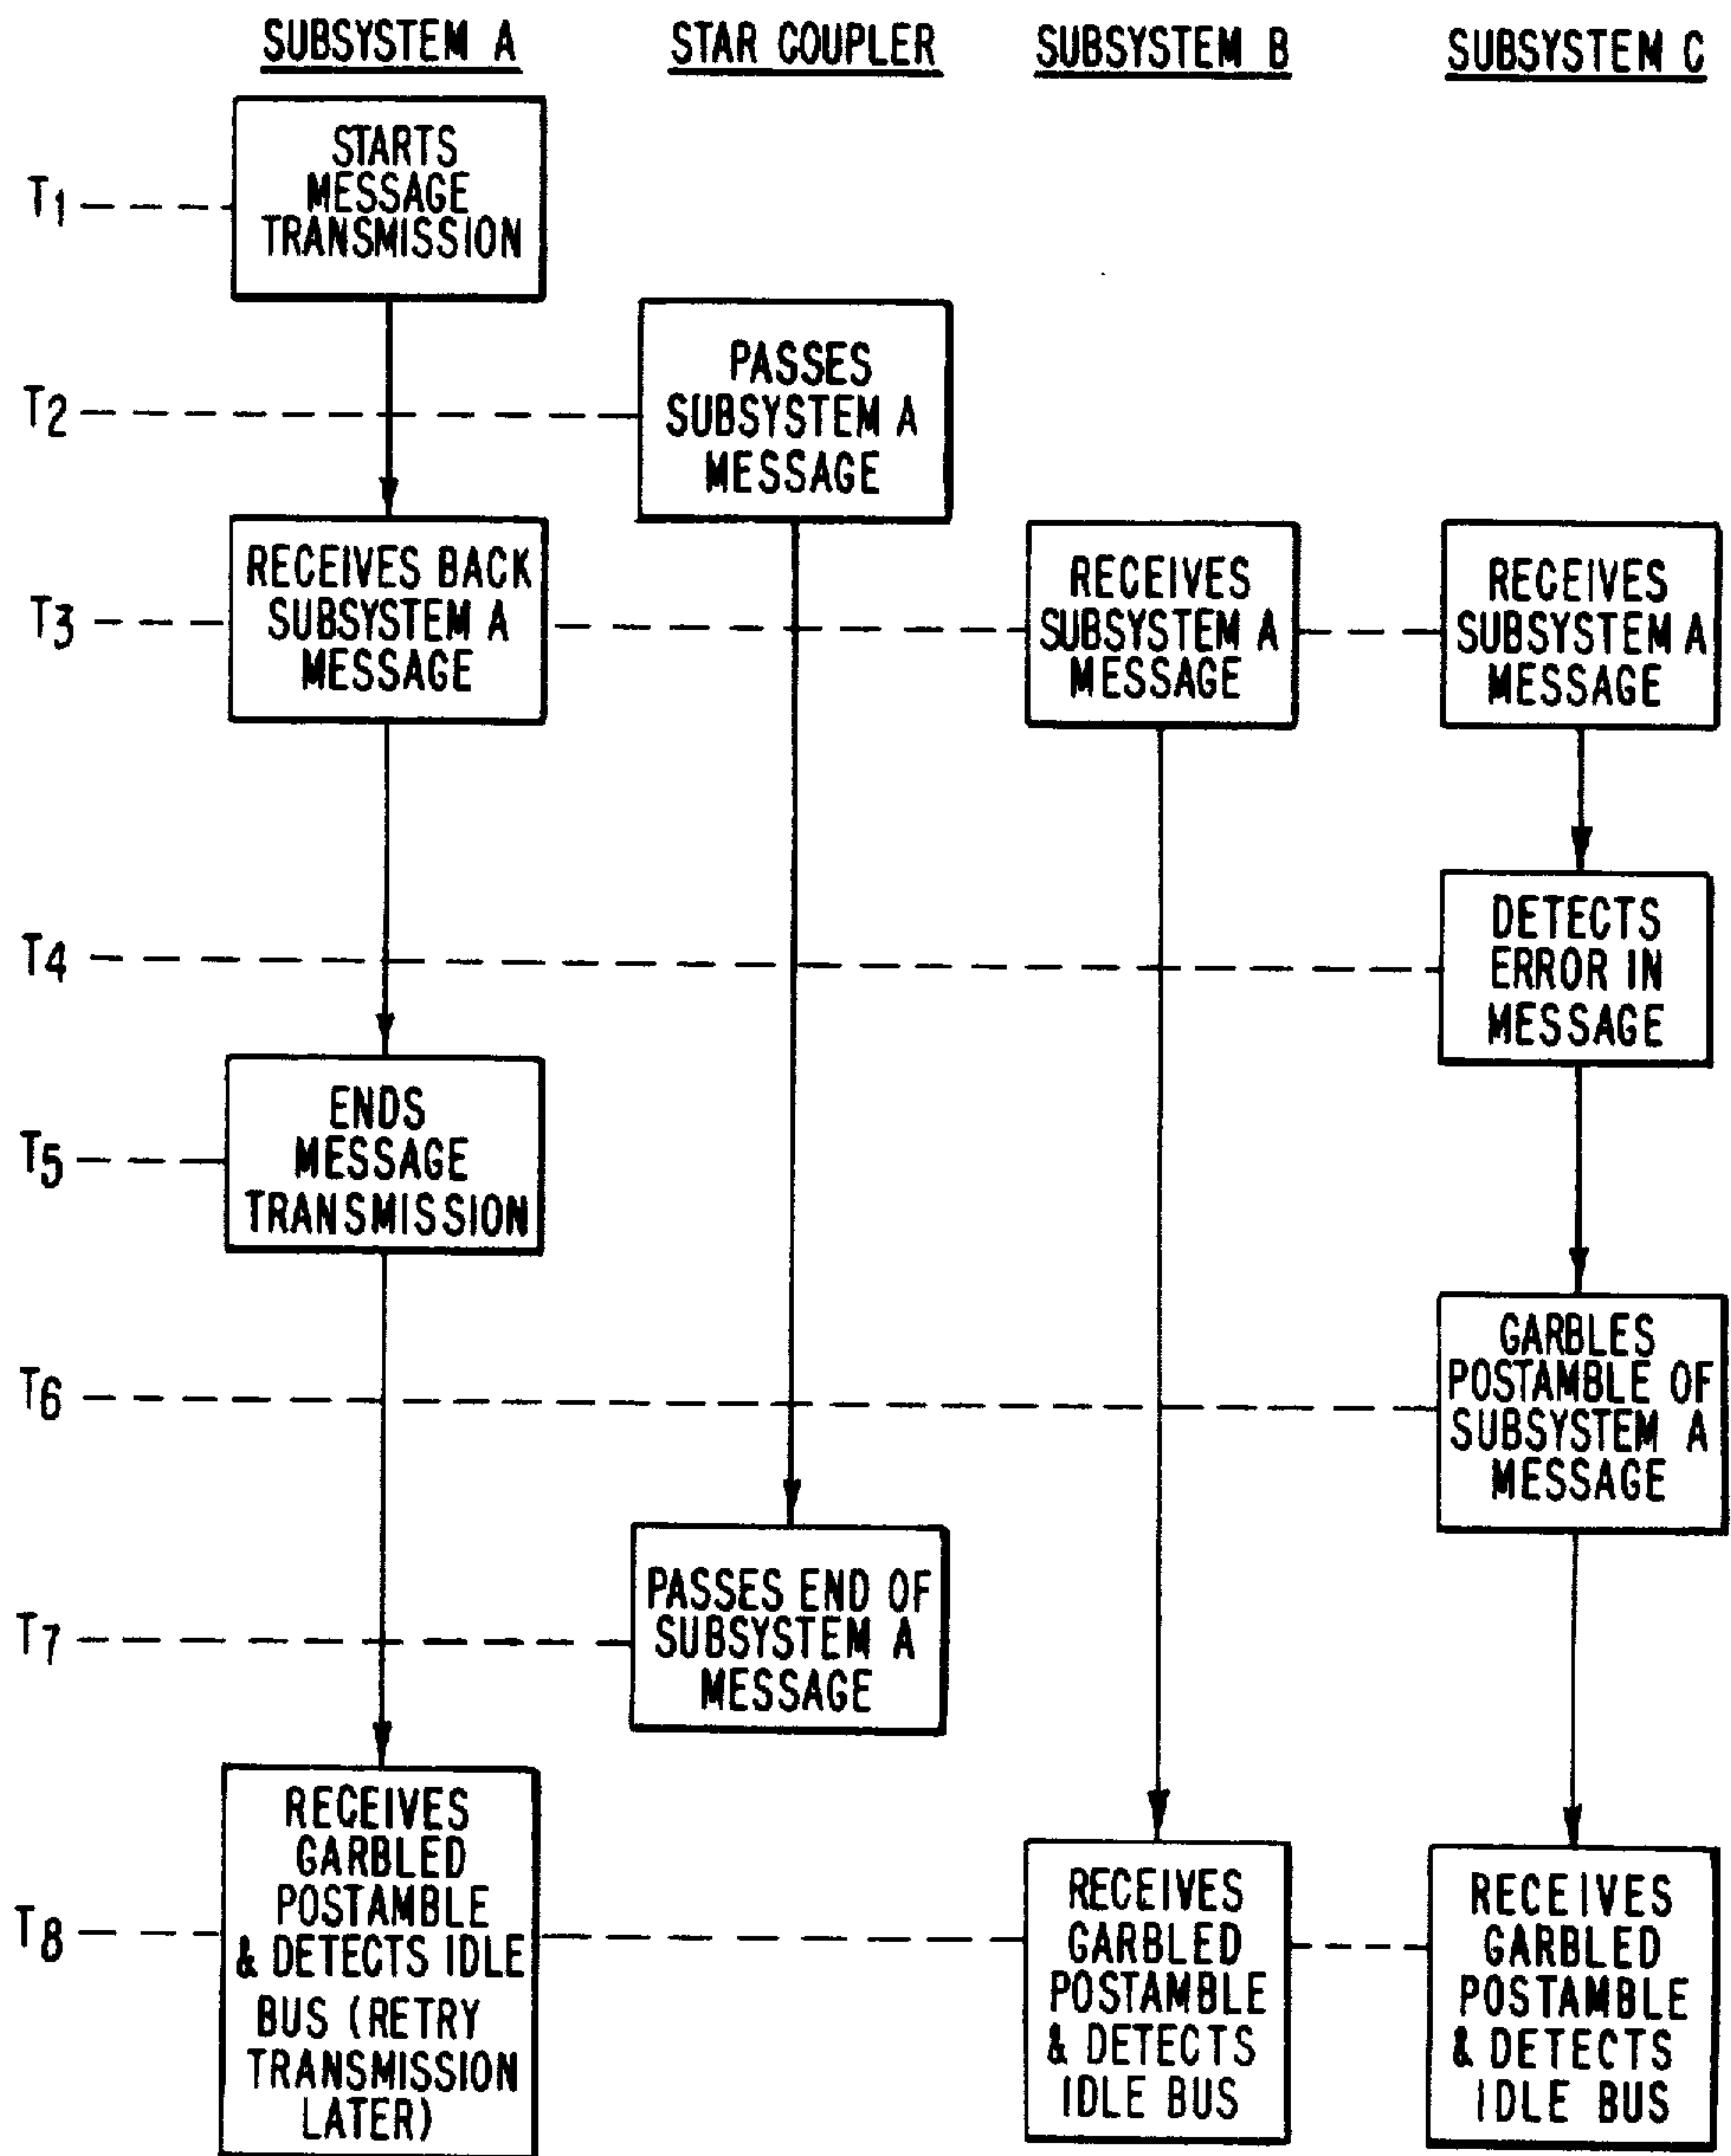 SUBSYSTEM A STAR COUPLER SUBSYSTEM B SUBSYSTEM C
T1
STARTS
MESSAGE
TRANSMISSION
T2
PASSES
SUBSYSTEM A
MESSAGE
T3
RECEIVES BACK
SUBSYSTEM A
MESSAGE
RECEIVES
SUBSYSTEM A
MESSAGE
RECEIVES
SUBSYSTEM A
MESSAGE
T4
DETECTS
ERROR IN
MESSAGE
T5
ENDS
MESSAGE
TRANSMISSION
T6
GARBLES
POSTAMBLE OF
SUBSYSTEM A
MESSAGE
T7
PASSES END OF
SUBSYSTEM A
MESSAGE
T8
RECEIVES
GARBLED
POSTAMBLE
& DETECTS IDLE
BUS (RETRY
TRANSMISSION
LATER)
RECEIVES
GARBLED
POSTAMBLE
& DETECTS
IDLE BUS
RECEIVES
GARBLED
POSTAMBLE
& DETECTS
IDLE BUS